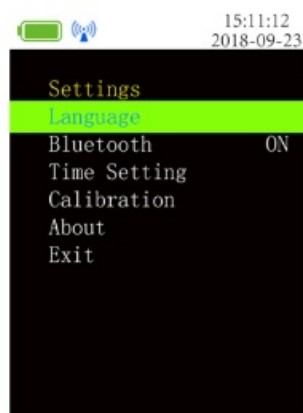 15:11:12
2018-09-23
Settings
Language
Bluetooth ON
Time Setting
Calibration
About
Exit